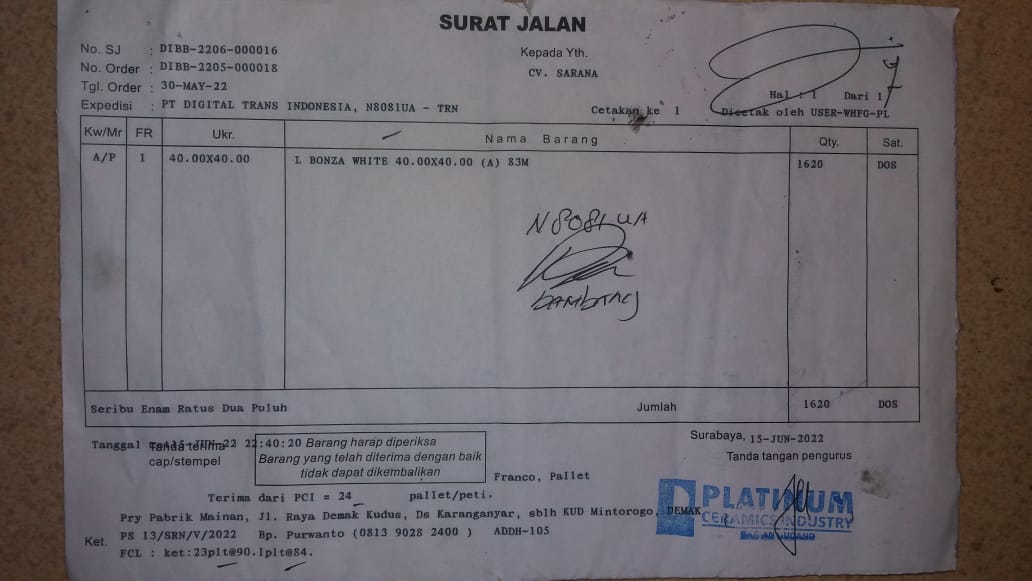 SURAT JALAN
No. SJ : DIBB-2206-000016
No. Order : DIBB-2205-000018
Tgl. Order : 30-MAY-22
Expedisi : PT DIGITAL TRANS INDONESIA, N8081UA - TRN
Kepada Yth.
CV. SARANA
Hal : 1 Dari 1
Cetakan ke 1 Dicetak oleh USER-WHFG-PL
Kw/Mr FR Ukr. Nama Barang Qty. Sat.
A/P 1 40.00X40.00 L BONZA WHITE 40.00X40.00 (A) 83M 1620 DOS
N8081UA
BAMBANG
Seribu Enam Ratus Dua Puluh Jumlah 1620 DOS
Tanggal 15-JUN-22 22:40:20
Tanda terima
cap/stempel
Barang harap diperiksa
Barang yang telah diterima dengan baik
tidak dapat dikembalikan
Franco, Pallet
Surabaya, 15-JUN-2022
Tanda tangan pengurus
Terima dari PCI = 24 pallet/peti.
PLATINUM
CERAMICS INDUSTRY
BAGIAN GUDANG
Ket.
Pry Pabrik Mainan, Jl. Raya Demak Kudus, Ds Karanganyar, sblh KUD Mintorogo, DEMAK
PS 13/SRN/V/2022 Bp. Purwanto (0813 9028 2400 ) ADDH-105
FCL : ket:23plt@90.1plt@84.